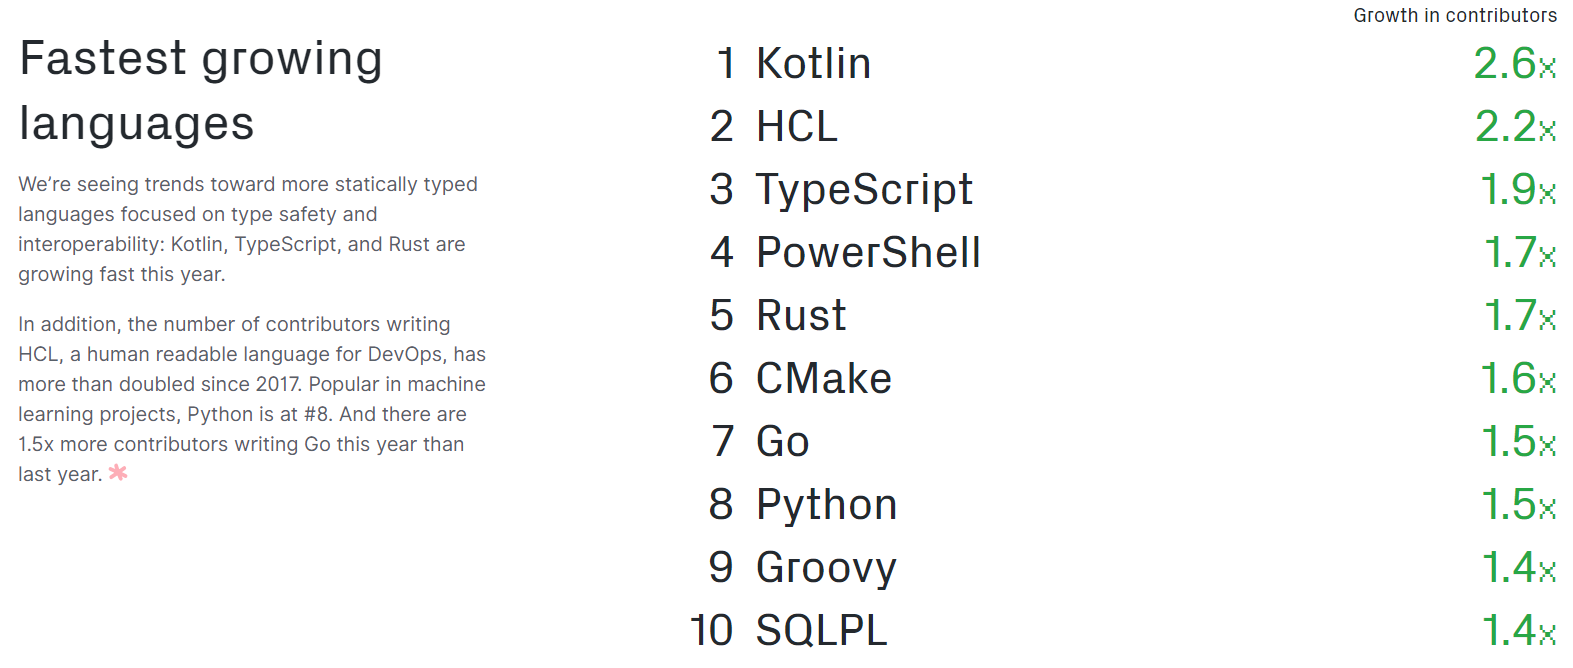 Fastest growing
languages
We’re seeing trends toward more statically typed
languages focused on type safety and
interoperability: Kotlin, TypeScript, and Rust are
growing fast this year.
In addition, the number of contributors writing
HCL, a human readable language for DevOps, has
more than doubled since 2017. Popular in machine
learning projects, Python is at #8. And there are
1.5x more contributors writing Go this year than
last year. *
Growth in contributors
1 Kotlin 2.6x
2 HCL 2.2x
3 TypeScript 1.9x
4 PowerShell 1.7x
5 Rust 1.7x
6 CMake 1.6x
7 Go 1.5x
8 Python 1.5x
9 Groovy 1.4x
10 SQLPL 1.4x